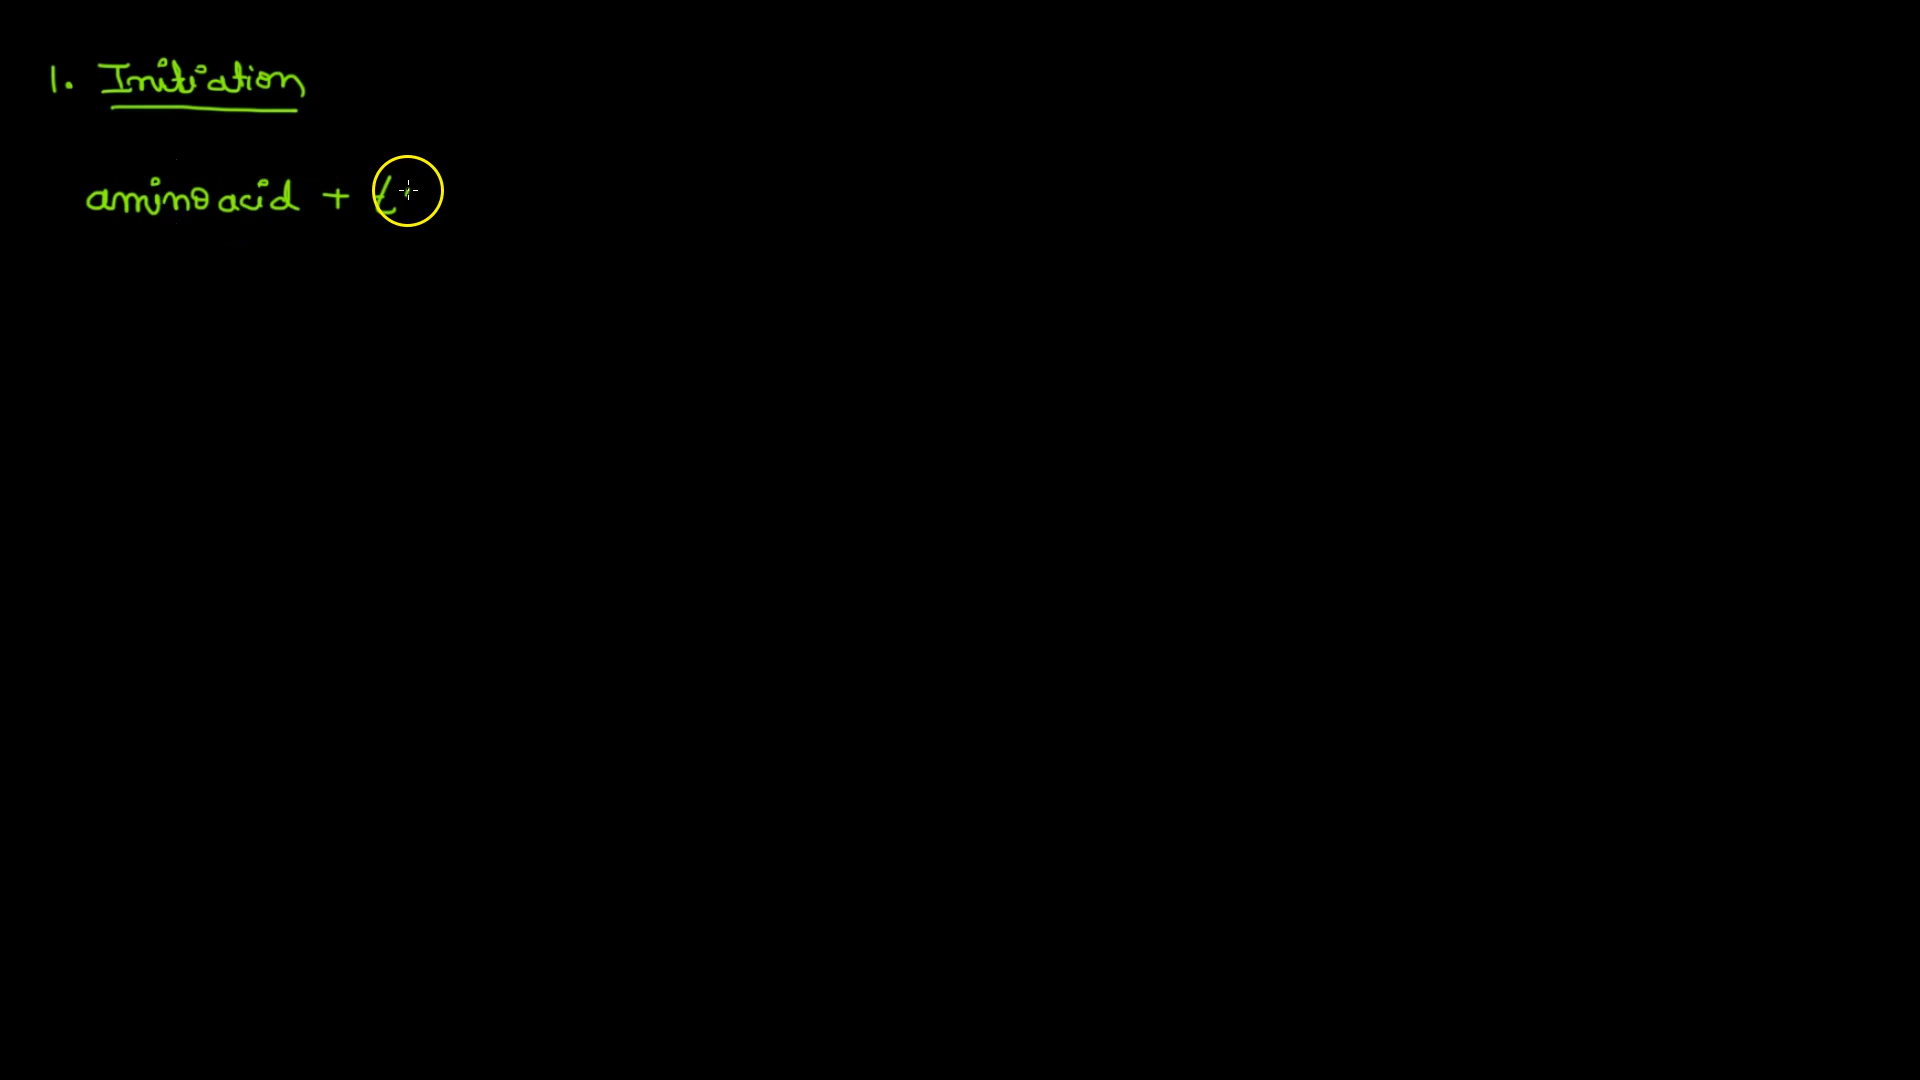 1. Initiation
amino acid + t